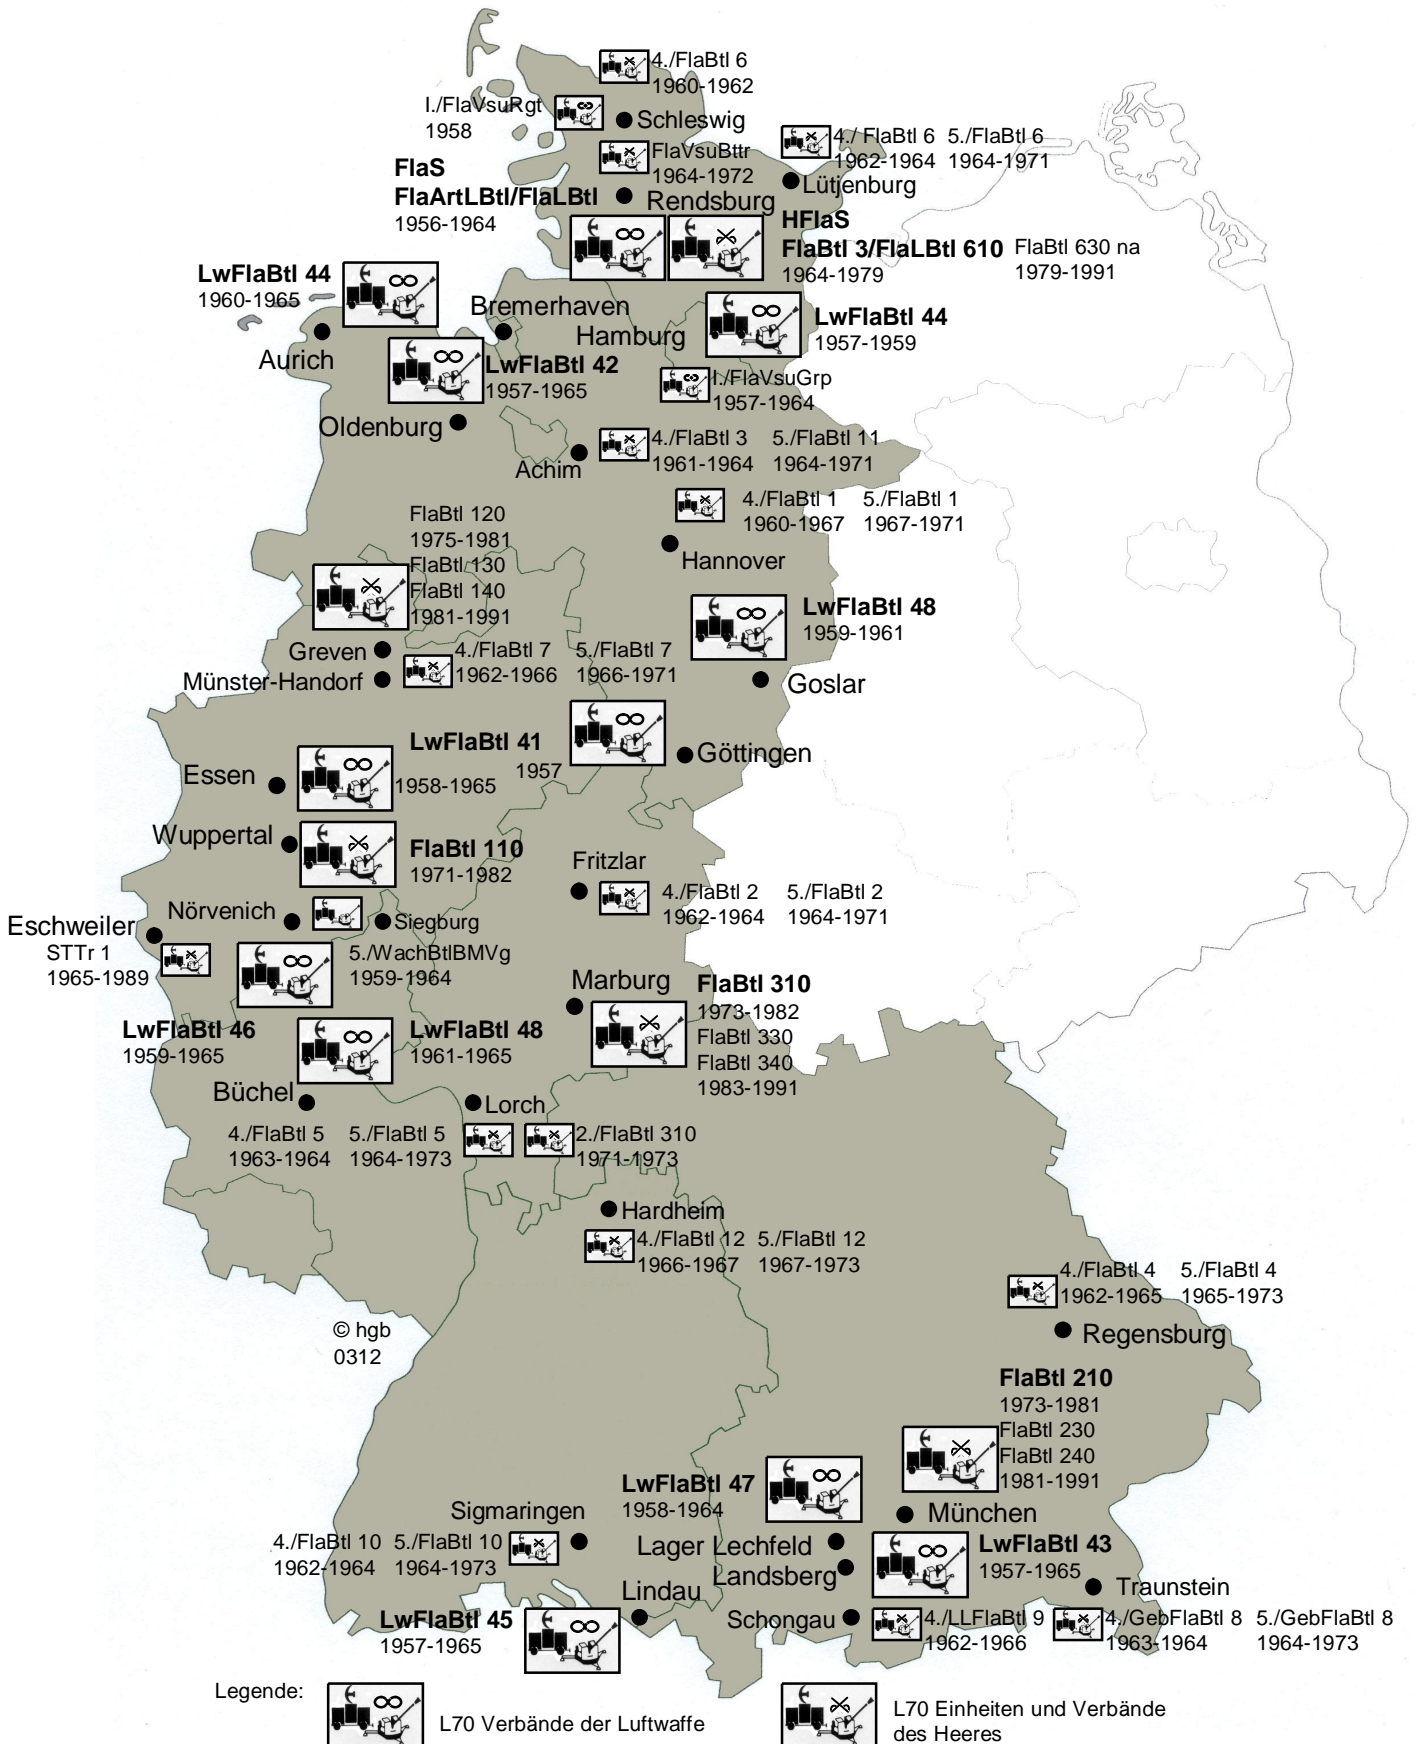 4./FlaBtl 6
1960-1962
I./FlaVsuRgt
1958
Schleswig
4./ FlaBtl 6 5./FlaBtl 6
1962-1964 1964-1971
Lütjenburg
FlaVsuBttr
1964-1972
FlaS
FlaArtLBtl/FlaLBtl
1956-1964
Rendsburg
HFlaS
FlaBtl 3/FlaLBtl 610 FlaBtl 630 na
1964-1979 1979-1991
LwFlaBtl 44
1960-1965
Aurich
Bremerhaven
Hamburg
LwFlaBtl 44
1957-1959
LwFlaBtl 42
1957-1965
I./FlaVsuGrp
1957-1964
Oldenburg
Achim
4./FlaBtl 3 5./FlaBtl 11
1961-1964 1964-1971
4./FlaBtl 1 5./FlaBtl 1
1960-1967 1967-1971
Hannover
FlaBtl 120
1975-1981
FlaBtl 130
FlaBtl 140
1981-1991
LwFlaBtl 48
1959-1961
Greven
Münster-Handorf
4./FlaBtl 7 5./FlaBtl 7
1962-1966 1966-1971
Goslar
LwFlaBtl 41
1957
Göttingen
Essen
1958-1965
Wuppertal
FlaBtl 110
1971-1982
Fritzlar
4./FlaBtl 2 5./FlaBtl 2
1962-1964 1964-1971
Nörvenich
Siegburg
Eschweiler
STTr 1
1965-1989
5./WachBtlBMVg
1959-1964
Marburg
FlaBtl 310
1973-1982
FlaBtl 330
FlaBtl 340
1983-1991
LwFlaBtl 46
1959-1965
LwFlaBtl 48
1961-1965
Büchel
Lorch
4./FlaBtl 5 5./FlaBtl 5
1963-1964 1964-1973
2./FlaBtl 310
1971-1973
Hardheim
4./FlaBtl 12 5./FlaBtl 12
1966-1967 1967-1973
4./FlaBtl 4 5./FlaBtl 4
1962-1965 1965-1973
Regensburg
© hgb
0312
FlaBtl 210
1973-1981
FlaBtl 230
FlaBtl 240
1981-1991
München
LwFlaBtl 47
1958-1964
Sigmaringen
4./FlaBtl 10 5./FlaBtl 10
1962-1964 1964-1973
Lager Lechfeld
Landsberg
LwFlaBtl 43
1957-1965
Traunstein
Lindau
LwFlaBtl 45
1957-1965
Schongau
4./LLFlaBtl 9
1962-1966
4./GebFlaBtl 8 5./GebFlaBtl 8
1963-1964 1964-1973
Legende:
L70 Verbände der Luftwaffe
L70 Einheiten und Verbände
des Heeres